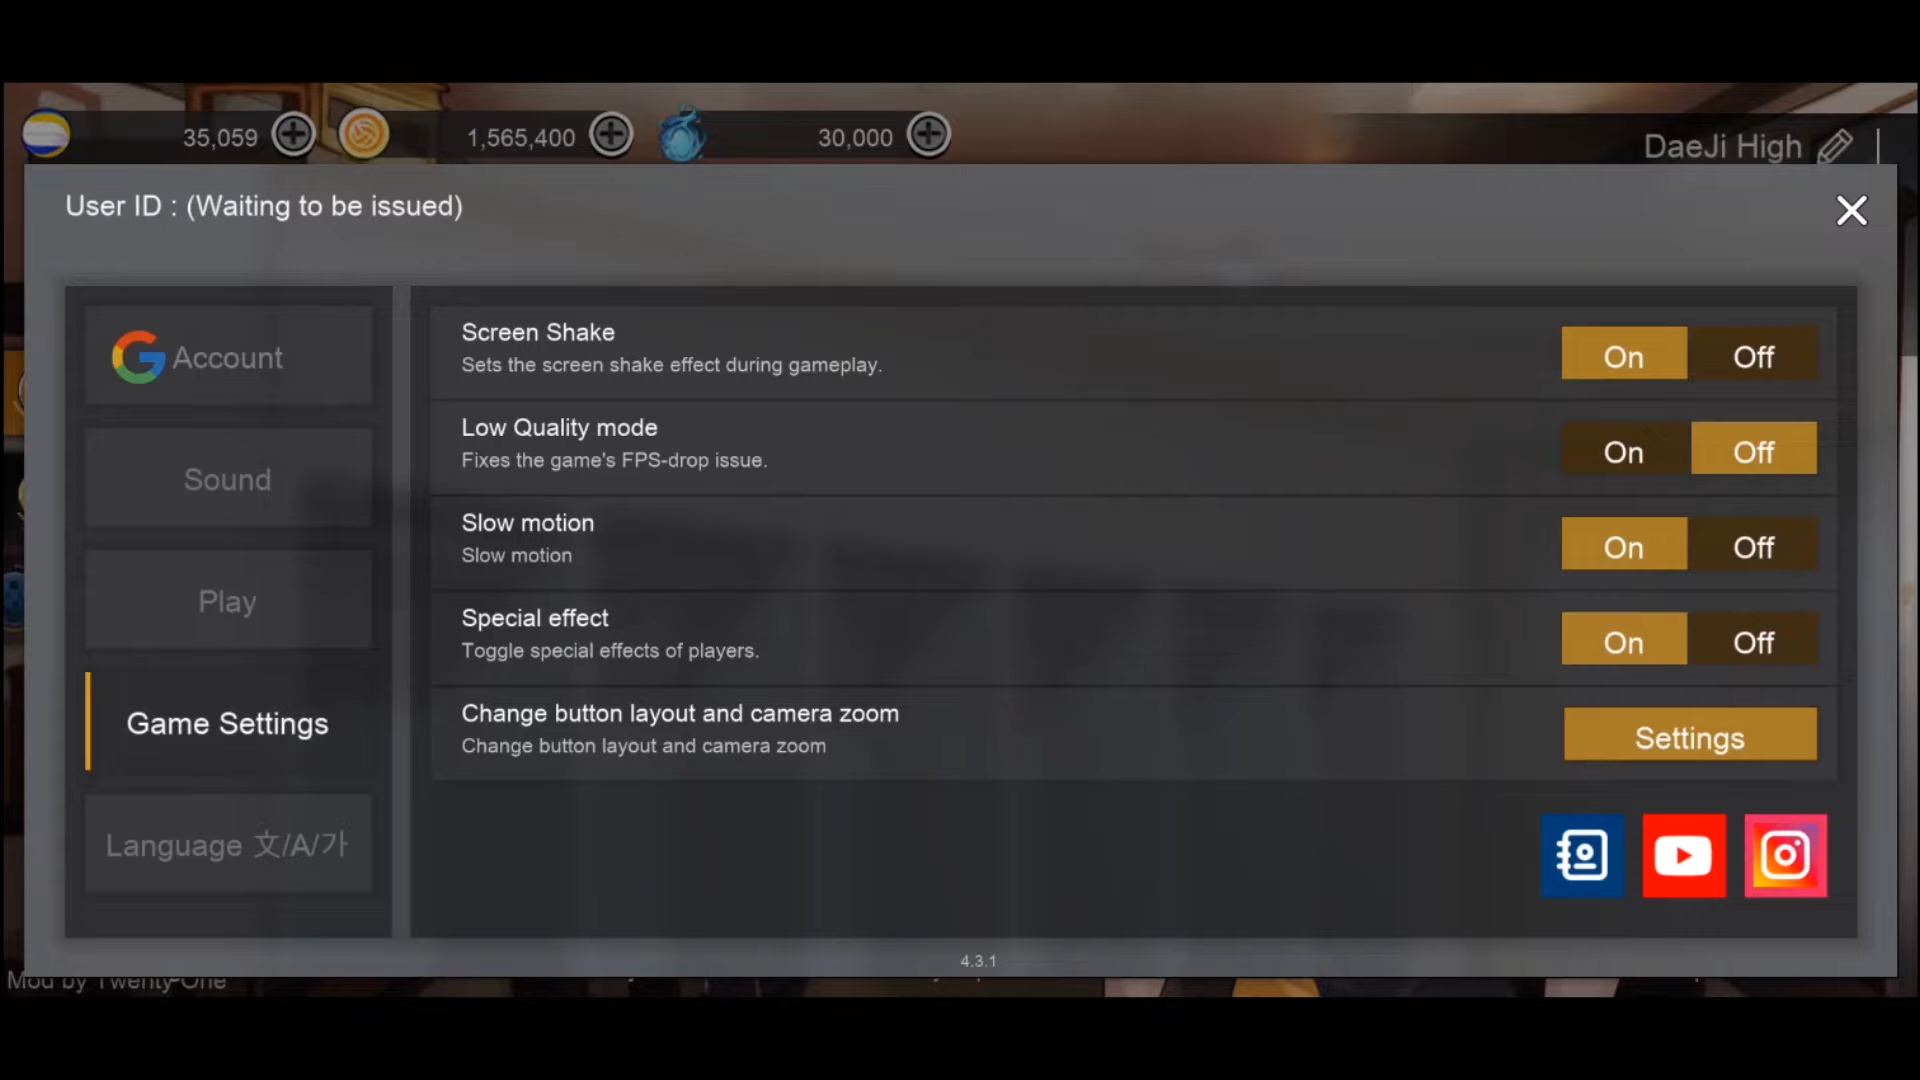 35,059
1,565,400
30,000
DaeJi High
User ID : (Waiting to be issued)
Account
Sound
Play
Game Settings
Language 文/A/가
Screen Shake
Sets the screen shake effect during gameplay.
On Off
Low Quality mode
Fixes the game's FPS-drop issue.
On Off
Slow motion
Slow motion
On Off
Special effect
Toggle special effects of players.
On Off
Change button layout and camera zoom
Change button layout and camera zoom
Settings
4.3.1
Mod by Twenty-One